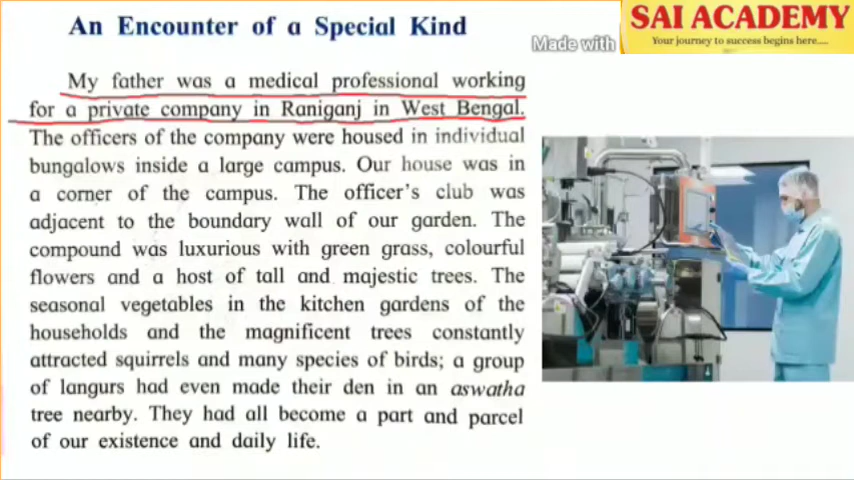 An Encounter of a Special Kind
SAI ACADEMY
Your journey to success begins here....
Made with
My father was a medical professional working
for a private company in Raniganj in West Bengal.
The officers of the company were housed in individual
bungalows inside a large campus. Our house was in
a corner of the campus. The officer's club was
adjacent to the boundary wall of our garden. The
compound was luxurious with green grass, colourful
flowers and a host of tall and majestic trees. The
seasonal vegetables in the kitchen gardens of the
households and the magnificent trees constantly
attracted squirrels and many species of birds; a group
of langurs had even made their den in an aswatha
tree nearby. They had all become a part and parcel
of our existence and daily life.